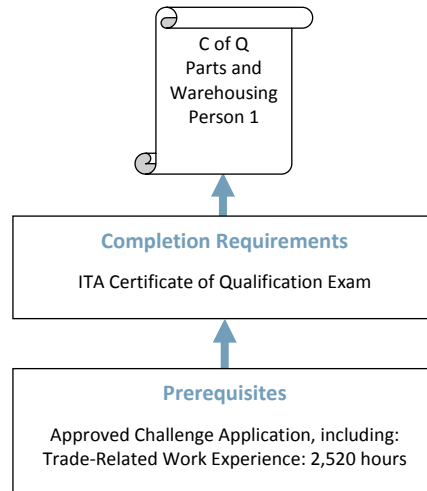 C of Q
Parts and
Warehousing
Person 1
Completion Requirements
ITA Certificate of Qualification Exam
Prerequisites
Approved Challenge Application, including:
Trade-Related Work Experience: 2,520 hours